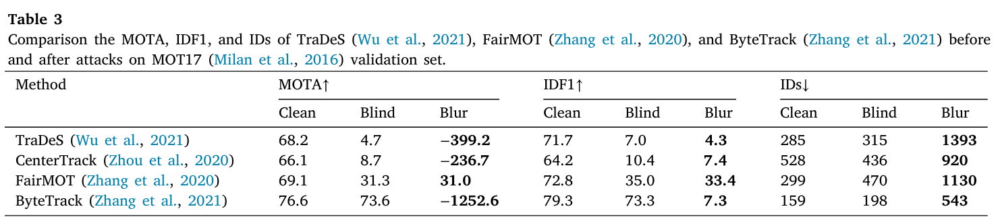 Table 3
Comparison the MOTA, IDF1, and IDs of TraDeS (Wu et al., 2021), FairMOT (Zhang et al., 2020), and ByteTrack (Zhang et al., 2021) before
and after attacks on MOT17 (Milan et al., 2016) validation set.
Method MOTA↑ IDF1↑ IDs↓
Clean Blind Blur Clean Blind Blur Clean Blind Blur
TraDeS (Wu et al., 2021) 68.2 4.7 −399.2 71.7 7.0 4.3 285 315 1393
CenterTrack (Zhou et al., 2020) 66.1 8.7 −236.7 64.2 10.4 7.4 528 436 920
FairMOT (Zhang et al., 2020) 69.1 31.3 31.0 72.8 35.0 33.4 299 470 1130
ByteTrack (Zhang et al., 2021) 76.6 73.6 −1252.6 79.3 73.3 7.3 159 198 543